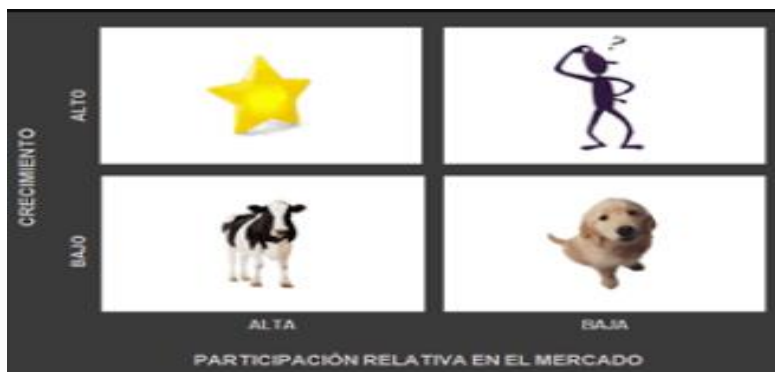 ?
ALTO
CRECIMIENTO
BAJO
ALTA
BAJA
PARTICIPACIÓN RELATIVA EN EL MERCADO